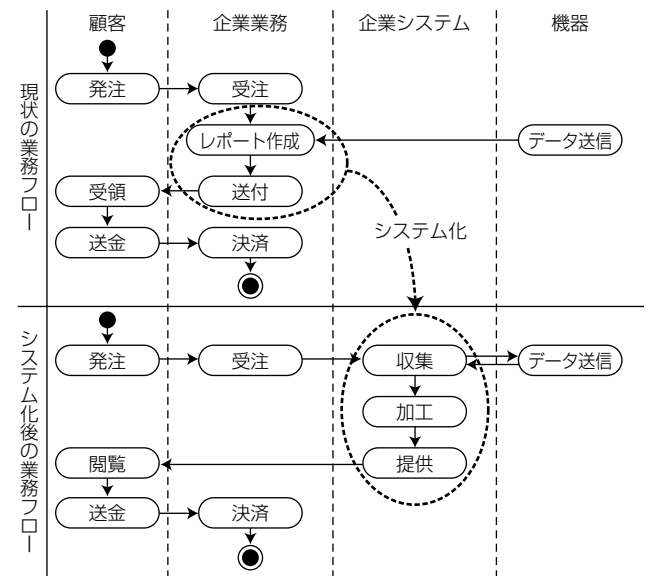 顧客
企業業務
企業システム
機器
現状の業務フロー
発注
受注
レポート作成
データ送信
受領
送付
送金
決済
システム化
システム化後の業務フロー
発注
受注
収集
データ送信
加工
閲覧
提供
送金
決済